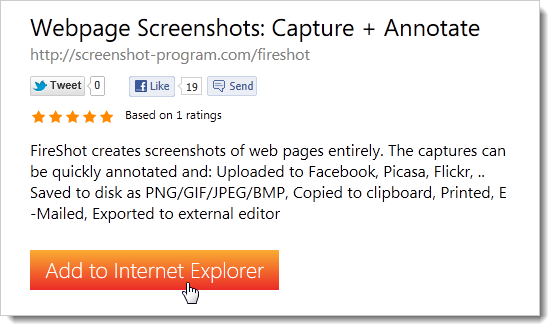 Webpage Screenshots: Capture + Annotate
http://screenshot-program.com/fireshot
Tweet 0 Like 19 Send
Based on 1 ratings
FireShot creates screenshots of web pages entirely. The captures can
be quickly annotated and: Uploaded to Facebook, Picasa, Flickr, ..
Saved to disk as PNG/GIF/JPEG/BMP, Copied to clipboard, Printed, E
-Mailed, Exported to external editor
Add to Internet Explorer